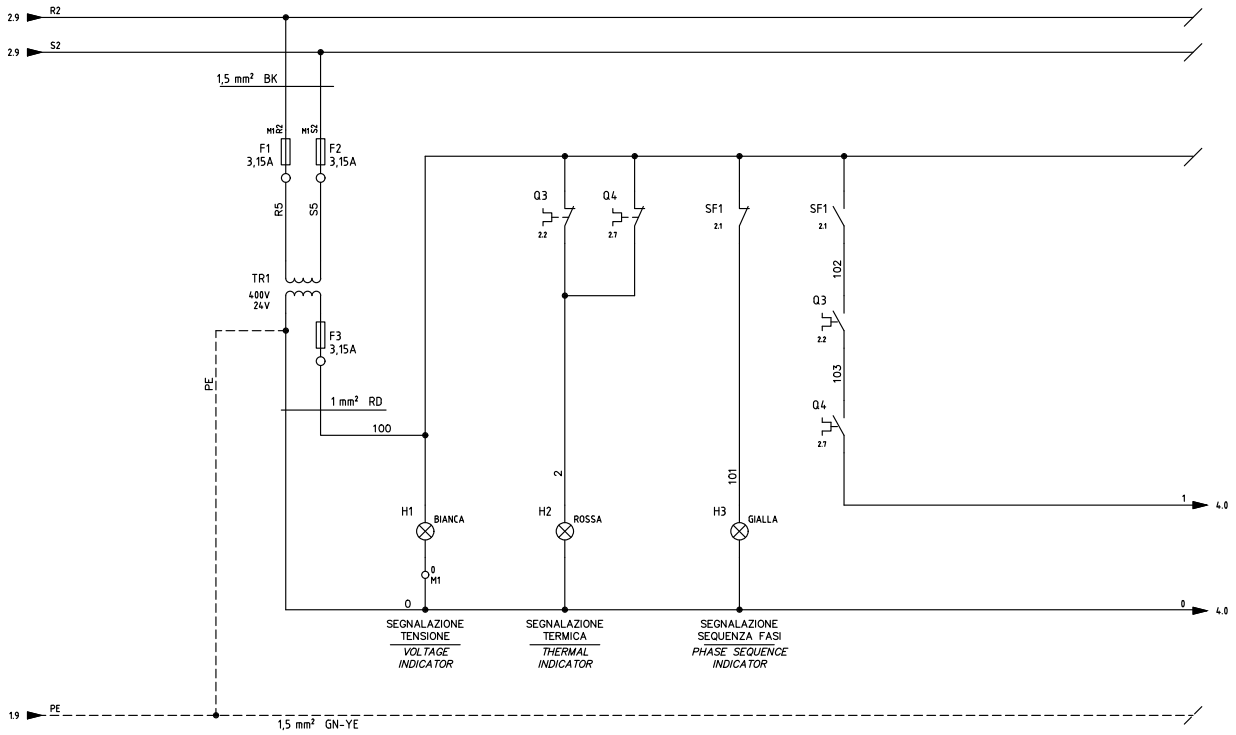 R2
2.9
S2
2.9
1,5 mm² BK
M1 R2
M1 S2
F1
3,15A
F2
3,15A
R5
S5
Q3
2.2
Q4
2.7
SF1
2.1
SF1
2.1
102
TR1
400V
24V
F3
3,15A
Q3
2.2
PE
103
1 mm² RD
100
Q4
2.7
2
101
1
4.0
H1
BIANCA
H2
ROSSA
H3
GIALLA
0
M1
0
0
4.0
SEGNALAZIONE
TENSIONE
VOLTAGE
INDICATOR
SEGNALAZIONE
TERMICA
THERMAL
INDICATOR
SEGNALAZIONE
SEQUENZA FASI
PHASE SEQUENCE
INDICATOR
PE
1.9
1,5 mm² GN-YE